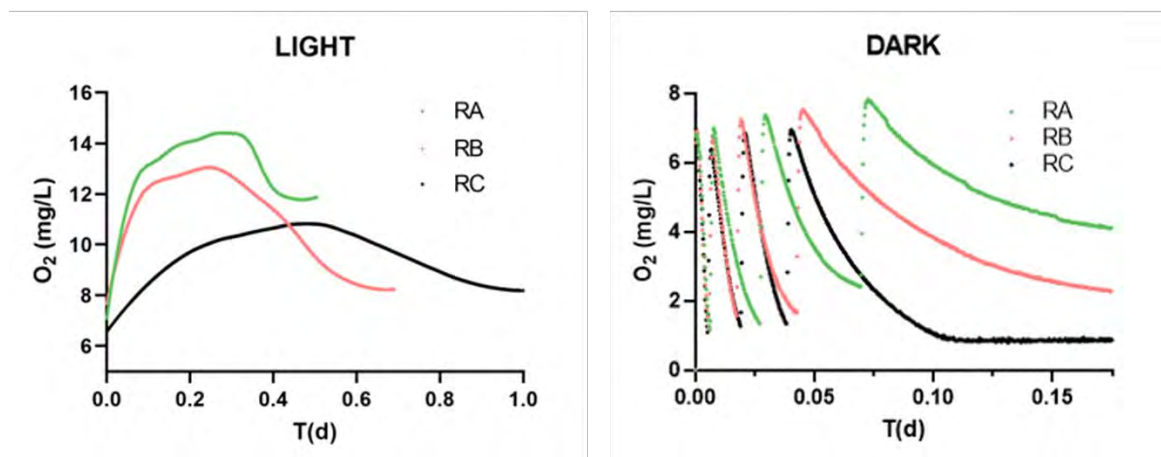 LIGHT
16
14
12
10
8
6
O₂ (mg/L)
0.0 0.2 0.4 0.6 0.8 1.0
T(d)
RA
RB
RC
DARK
8
6
4
2
0
O₂ (mg/L)
0.00 0.05 0.10 0.15
T(d)
RA
RB
RC